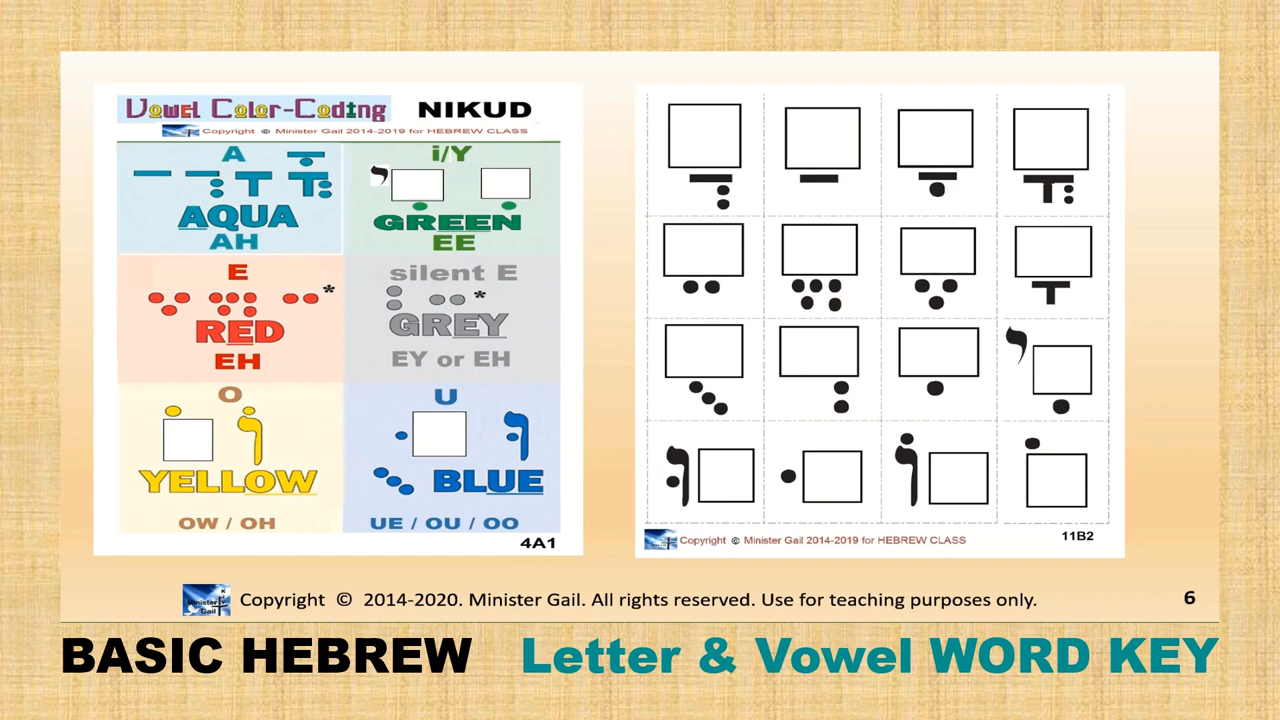 Vowel Color-Coding NIKUD
Copyright © Minister Gail 2014-2019 for HEBREW CLASS
A
AQUA
AH
i/Y
י
GREEN
EE
E
*
RED
EH
silent E
*
GREY
EY or EH
O
וֹ
YELLOW
OW / OH
U
וּ
BLUE
UE / OU / OO
4A1
י
וּ
וֹ
Copyright © Minister Gail 2014-2019 for HEBREW CLASS
11B2
Minister Gail
Copyright © 2014-2020. Minister Gail. All rights reserved. Use for teaching purposes only.
6
BASIC HEBREW Letter & Vowel WORD KEY